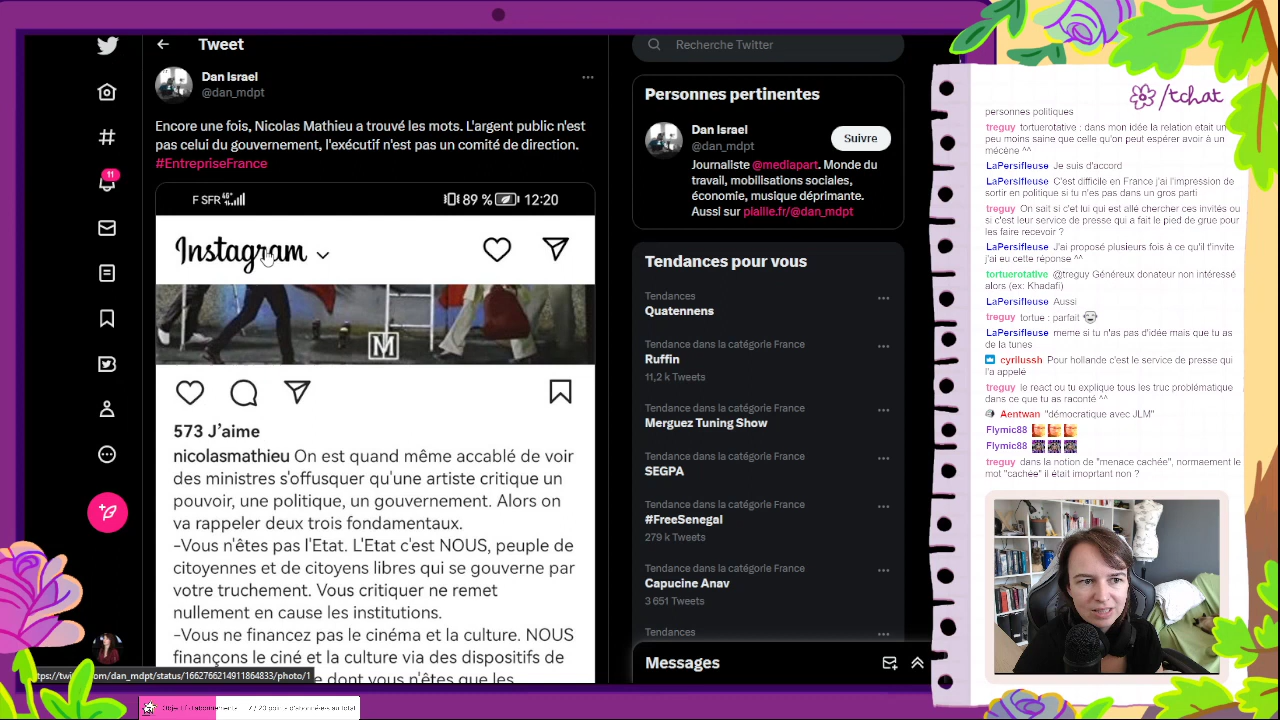 Tweet
Dan Israel
@dan_mdpt
Encore une fois, Nicolas Mathieu a trouvé les mots. L'argent public n'est
pas celui du gouvernement, l'exécutif n'est pas un comité de direction.
#EntrepriseFrance
F SFR
89 %
12:20
Instagram
M
573 J'aime
nicolasmathieu On est quand même accablé de voir
des ministres s'offusquer qu'une artiste critique un
pouvoir, une politique, un gouvernement. Alors on
va rappeler deux trois fondamentaux.
-Vous n'êtes pas l'Etat. L'Etat c'est NOUS, peuple de
citoyennes et de citoyens libres qui se gouverne par
votre truchement. Vous critiquer ne remet
nullement en cause les institutions.
-Vous ne financez pas le cinéma et la culture. NOUS
finançons le ciné et la culture via des dispositifs de
dont vous n'êtes que les
11
ttps://twitter.com/dan_mdpt/status/1662766214911864833/photo/1
Recherche Twitter
Personnes pertinentes
Dan Israel
@dan_mdpt
Suivre
Journaliste @mediapart. Monde du
travail, mobilisations sociales,
économie, musique déprimante.
Aussi sur piaille.fr/@dan_mdpt
Tendances pour vous
Tendances
Quatennens
Tendance dans la catégorie France
Ruffin
11,2 k Tweets
Tendance dans la catégorie France
Merguez Tuning Show
Tendance dans la catégorie France
SEGPA
Tendance dans la catégorie France
#FreeSenegal
279 k Tweets
Tendance dans la catégorie France
Capucine Anav
3 651 Tweets
Tendances
Messages
/tchat
personnes politiques
treguy tortuerotative : dans mon idée la relation etait un
peu moins saine que celle qu'on peut espérer avoir à un
mécène ^^
LaPersifleuse Je suis d'accord
LaPersifleuse C'est difficile en France j'ai l'impression de
sortir en politique si tu n'es pas dans un gros parti
treguy On sait si c'et lui qui est allé chercher ces invités ou
si c'est leur service de presse qui a fait le pied de grue pour
les faire recevoir ?
LaPersifleuse J'ai proposé plusieurs fois à ce qu'il t'invite
j'ai eu cette réponse ^^
tortuerotative @treguy Généreux donateur non intéressé
alors (ex: Khadafi)
LaPersifleuse Aussi
treguy tortue : parfait
LaPersifleuse meme si tu n'as pas d'idée mais que tu as
de la tunes
cyrilussh Pour hollande c'est le service de presse qui
l'a appelé
treguy le react ou tu explique tous les truc problématique
dans ce que tu as raconté ^^
Aentwan "démocratique avec JLM"
Flymic88
Flymic88
treguy dans la notion de "menace cachée", normaement le
mot "cachée" il était important non ?